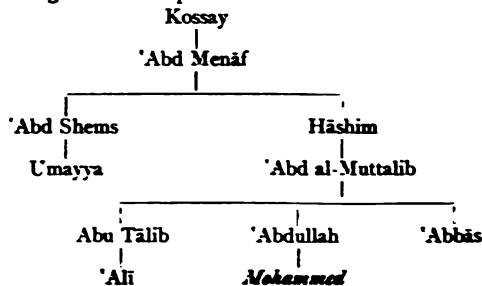 Kossay
'Abd Menāf
'Abd Shems Hāshim
Umayya 'Abd al-Muttalib
Abu Tālib 'Abdullah 'Abbās
'Alī Mohammed